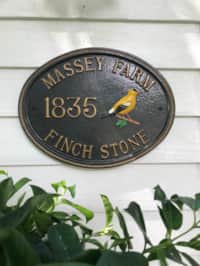 MASSEY FARM
1835
FINCH STONE